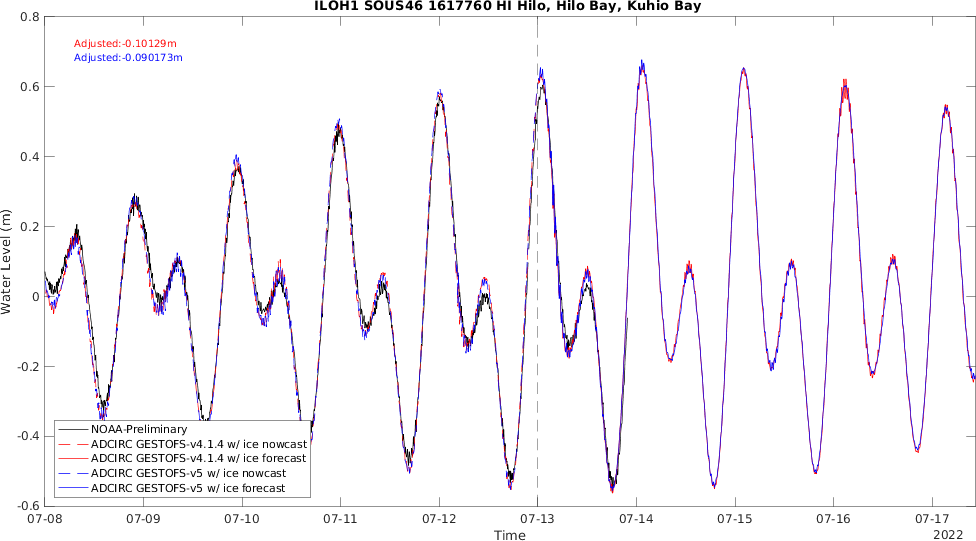 ILOH1 SOUS46 1617760 HI Hilo, Hilo Bay, Kuhio Bay
Adjusted:-0.10129m
Adjusted:-0.090173m
Water Level (m)
0.8
0.6
0.4
0.2
0
-0.2
-0.4
-0.6
NOAA-Preliminary
ADCIRC GESTOFS-v4.1.4 w/ ice nowcast
ADCIRC GESTOFS-v4.1.4 w/ ice forecast
ADCIRC GESTOFS-v5 w/ ice nowcast
ADCIRC GESTOFS-v5 w/ ice forecast
07-08 07-09 07-10 07-11 07-12 07-13 07-14 07-15 07-16 07-17
Time
2022